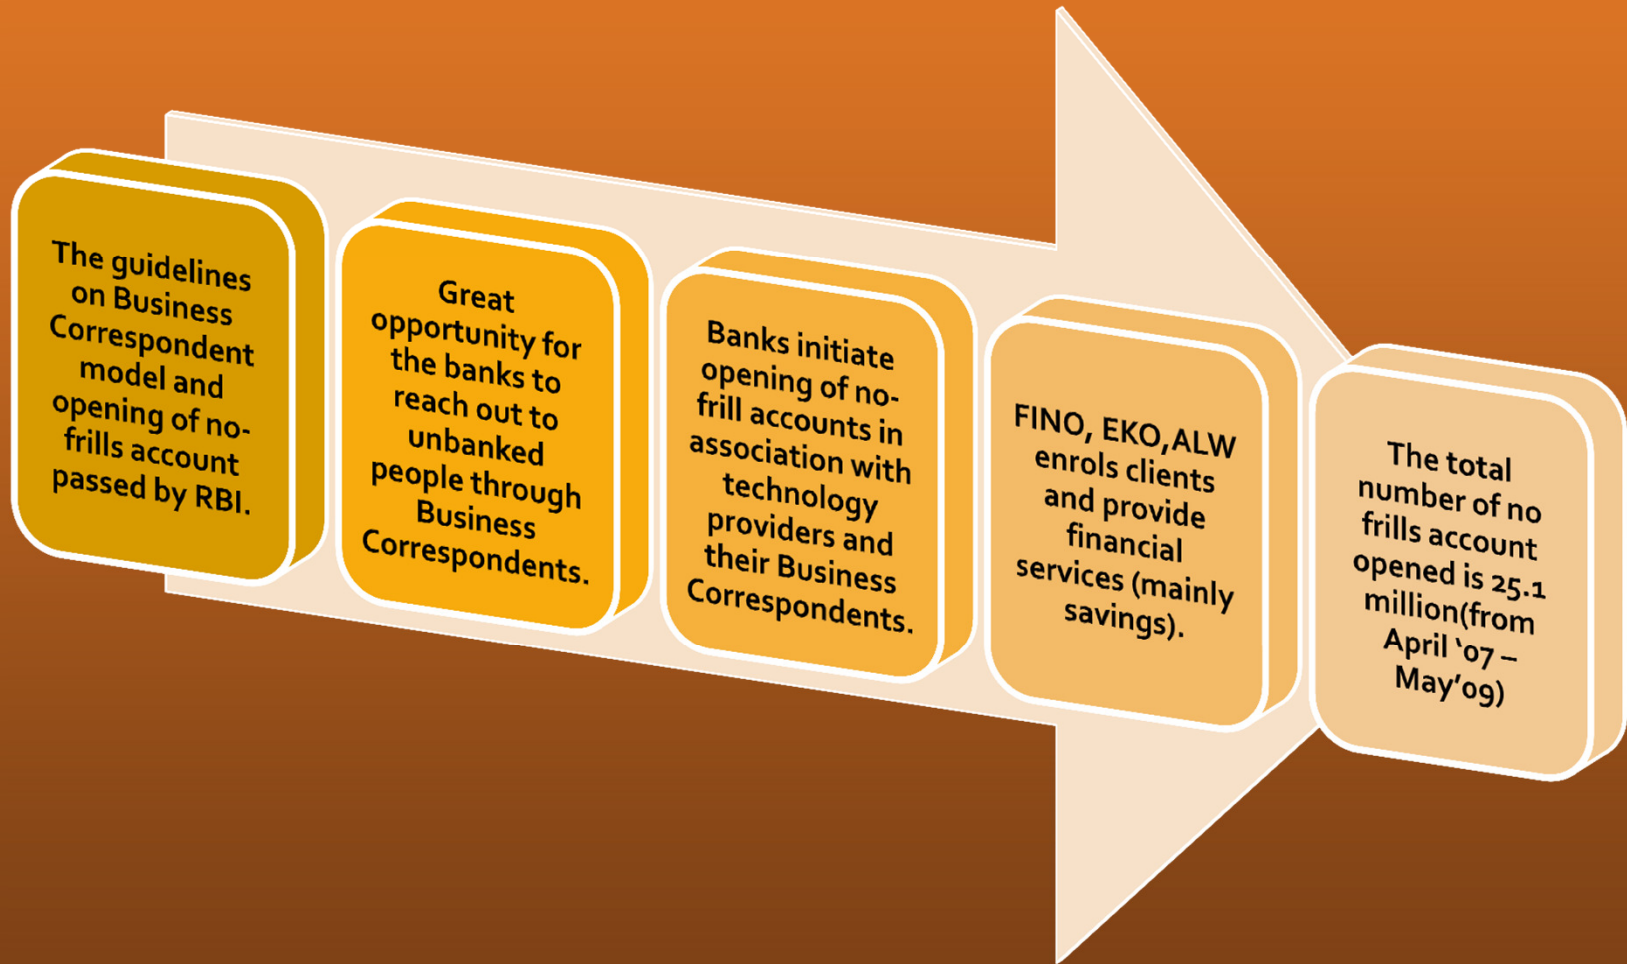 The guidelines
on Business
Correspondent
model and
opening of no-
frills account
passed by RBI.
Great
opportunity for
the banks to
reach out to
unbanked
people through
Business
Correspondents.
Banks initiate
opening of no-
frill accounts in
association with
technology
providers and
their Business
Correspondents.
FINO, EKO,ALW
enrols clients
and provide
financial
services (mainly
savings).
The total
number of no
frills account
opened is 25.1
million(from
April ‘07 –
May’09)